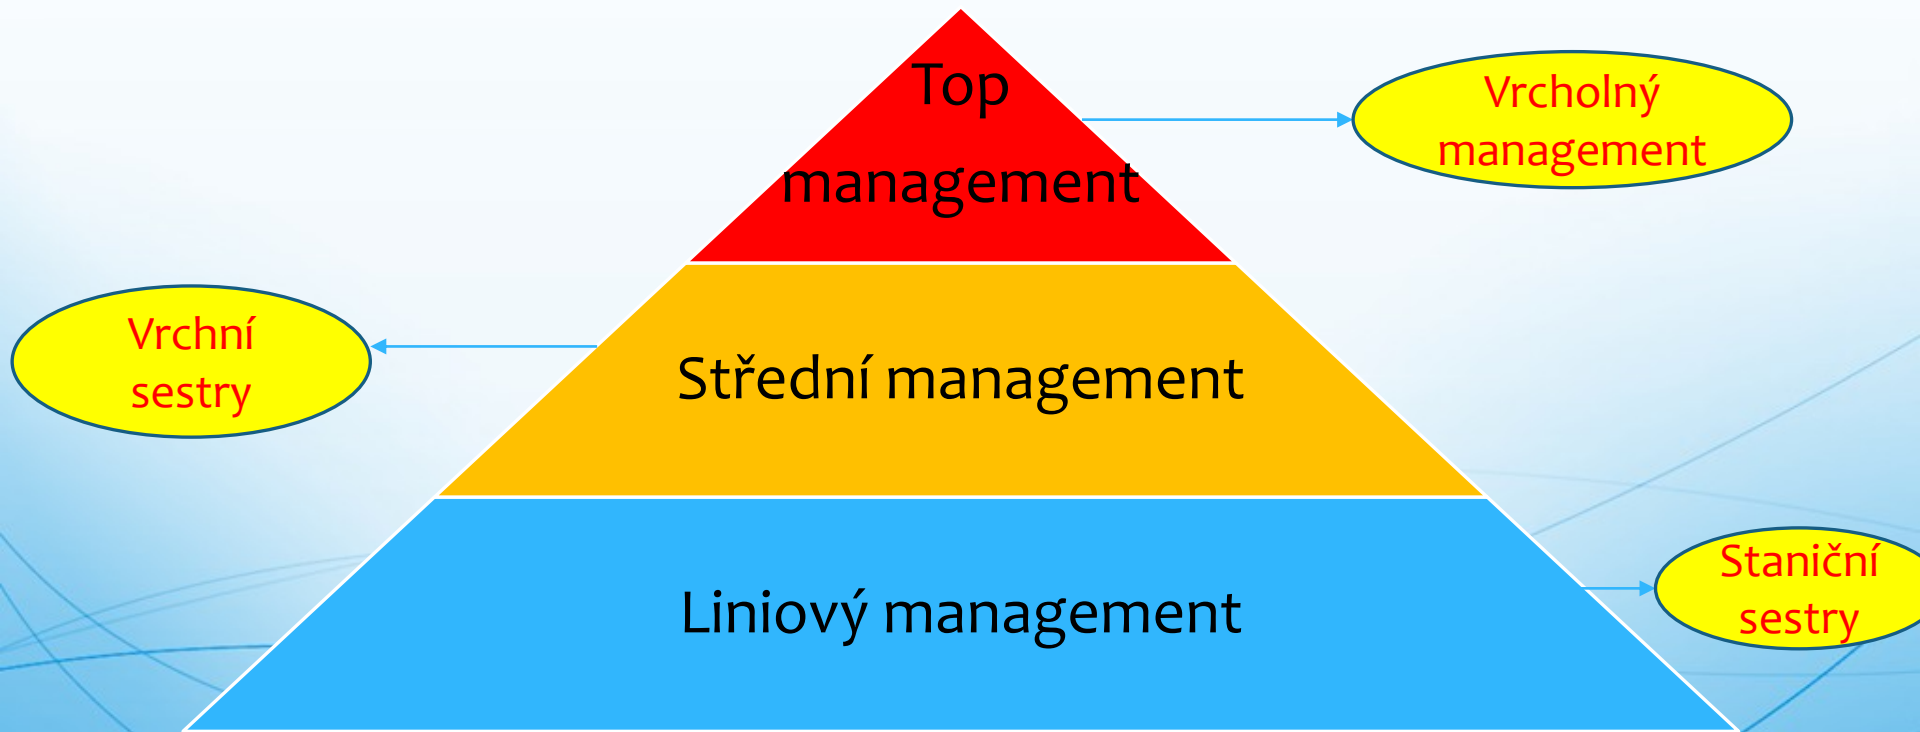 Top
management
Vrcholný
management
Vrchní
sestry
Střední management
Staniční
sestry
Liniový management